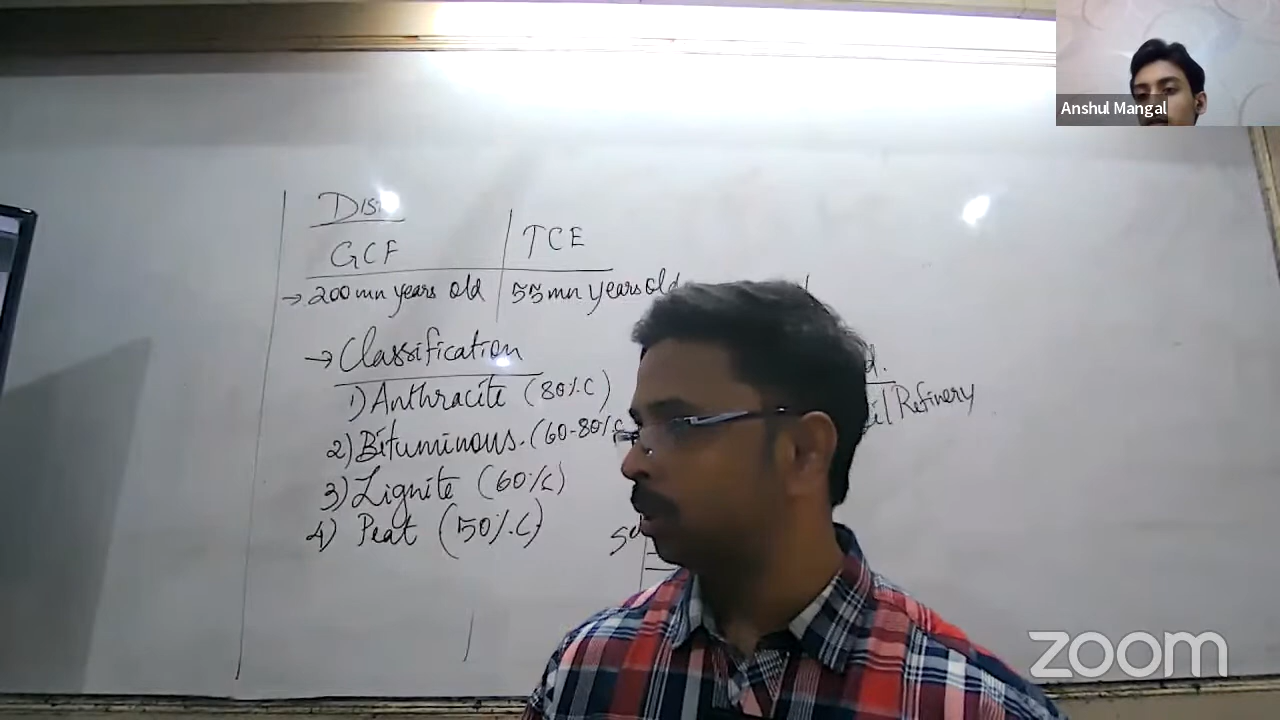 Anshul Mangal
Dist
GCF TCE
→ 200 mn years old 55 mn years old
→ Classification
1) Anthracite (80%.C)
2) Bituminous. (60-80%.C
3) Lignite (60%C)
4) Peat (50%.C)
Refinery
zoom